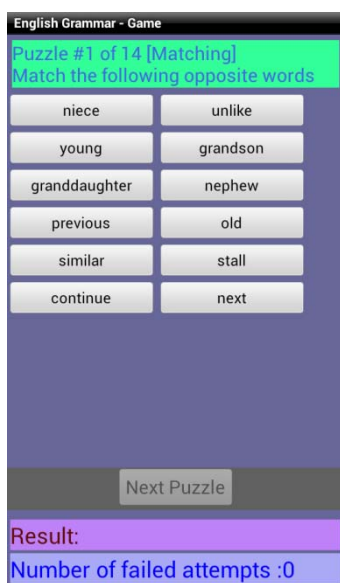 English Grammar - Game
Puzzle #1 of 14 [Matching]
Match the following opposite words
niece unlike
young grandson
granddaughter nephew
previous old
similar stall
continue next
Next Puzzle
Result:
Number of failed attempts :0